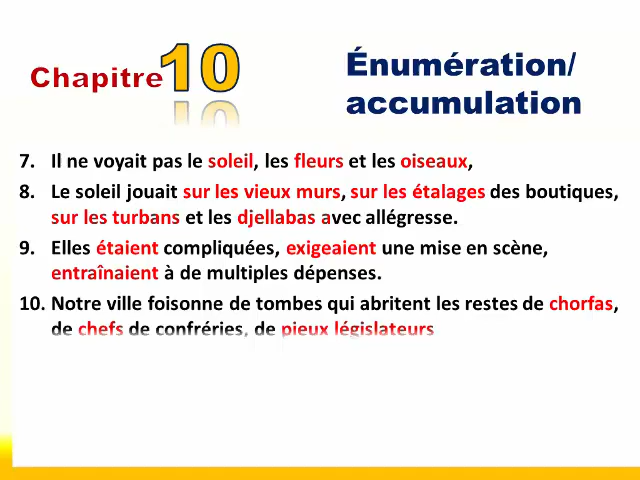 Chapitre 10
Énumération/
accumulation
7. Il ne voyait pas le soleil, les fleurs et les oiseaux,
8. Le soleil jouait sur les vieux murs, sur les étalages des boutiques,
sur les turbans et les djellabas avec allégresse.
9. Elles étaient compliquées, exigeaient une mise en scène,
entraînaient à de multiples dépenses.
10. Notre ville foisonne de tombes qui abritent les restes de chorfas,
de chefs de confréries, de pieux législateurs